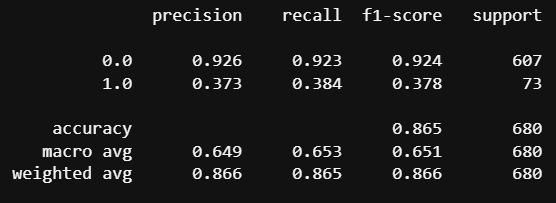 precision recall f1-score support
0.0 0.926 0.923 0.924 607
1.0 0.373 0.384 0.378 73
accuracy 0.865 680
macro avg 0.649 0.653 0.651 680
weighted avg 0.866 0.865 0.866 680